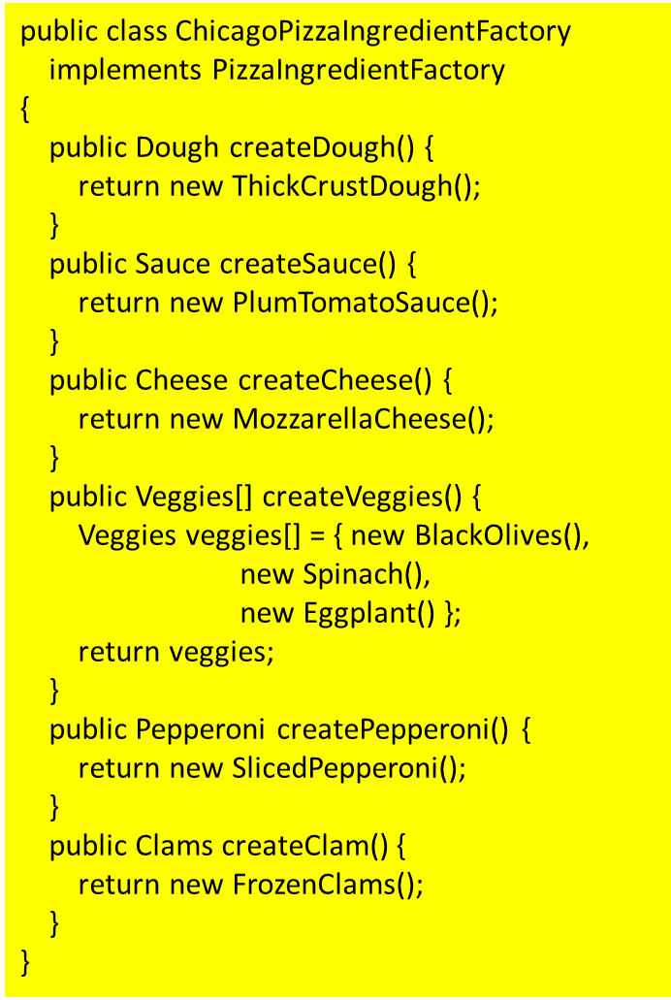 public class ChicagoPizzaIngredientFactory
implements PizzaIngredientFactory
{
public Dough createDough() {
return new ThickCrustDough();
}
public Sauce createSauce() {
return new PlumTomatoSauce();
}
public Cheese createCheese() {
return new MozzarellaCheese();
}
public Veggies[] createVeggies() {
Veggies veggies[] = { new BlackOlives(),
new Spinach(),
new Eggplant() };
return veggies;
}
public Pepperoni createPepperoni() {
return new SlicedPepperoni();
}
public Clams createClam() {
return new FrozenClams();
}
}